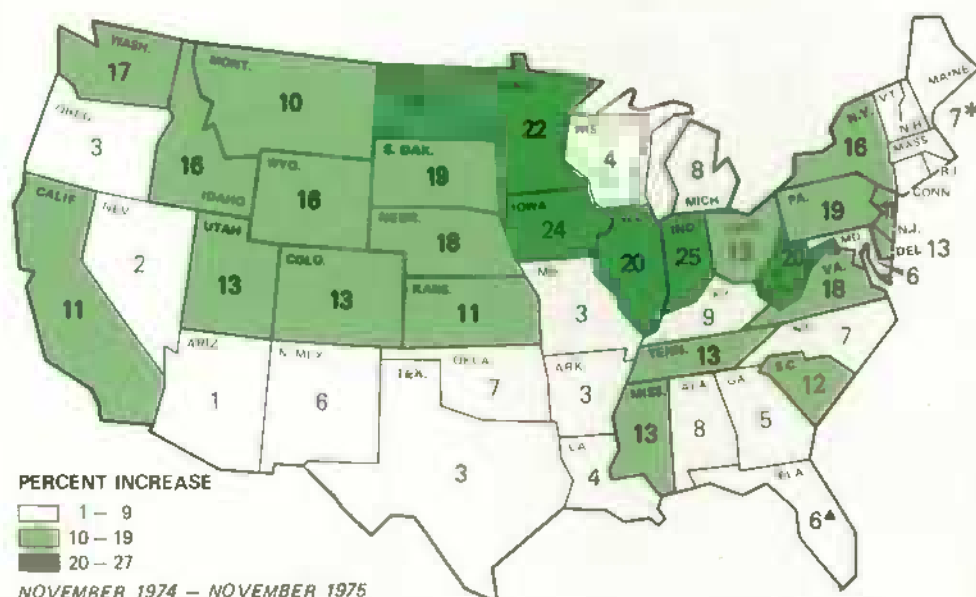 WASH.
17
MONT.
10
MAINE
7*
VT.
N.H
MASS
R.I
CONN
OREG
3
16
IDAHO
WYO.
16
S. DAK.
19
22
WIS
4
8
MICH
N.Y.
16
PA.
19
N.J.
DEL 13
MD.
6
CALIF
11
NEV.
2
UTAH
13
COLO.
13
NEBR.
18
KANS.
11
IOWA
24
20
IND.
25
20
VA.
18
3
KY
9
TENN.
13
N.C.
7
S.C
12
ARIZ
1
N. MEX
6
TEX.
3
OKLA
7
ARK.
3
LA
4
MISS.
13
ALA
8
GA.
5
FLA
6▲
PERCENT INCREASE
1 – 9
10 – 19
20 – 27
NOVEMBER 1974 – NOVEMBER 1975